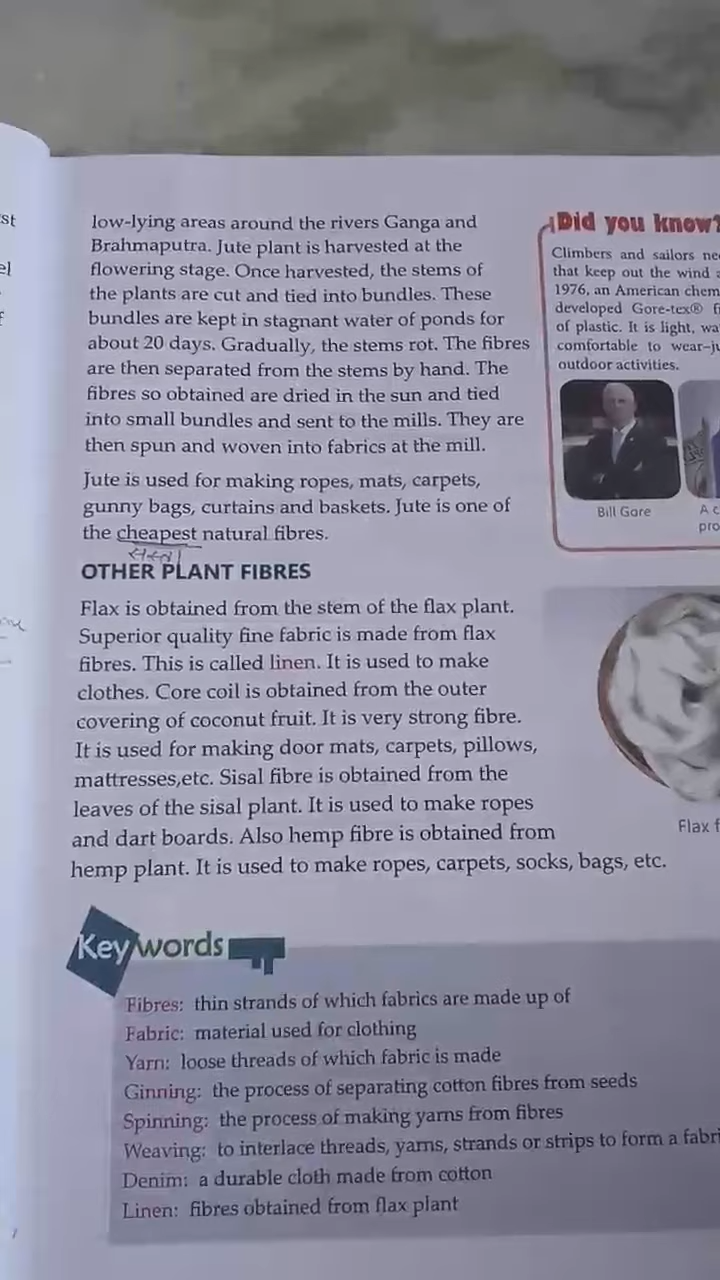 st
el
f
low-lying areas around the rivers Ganga and
Brahmaputra. Jute plant is harvested at the
flowering stage. Once harvested, the stems of
the plants are cut and tied into bundles. These
bundles are kept in stagnant water of ponds for
about 20 days. Gradually, the stems rot. The fibres
are then separated from the stems by hand. The
fibres so obtained are dried in the sun and tied
into small bundles and sent to the mills. They are
then spun and woven into fabrics at the mill.
Jute is used for making ropes, mats, carpets,
gunny bags, curtains and baskets. Jute is one of
the cheapest natural fibres.
OTHER PLANT FIBRES
Flax is obtained from the stem of the flax plant.
Superior quality fine fabric is made from flax
fibres. This is called linen. It is used to make
clothes. Core coil is obtained from the outer
covering of coconut fruit. It is very strong fibre.
It is used for making door mats, carpets, pillows,
mattresses,etc. Sisal fibre is obtained from the
leaves of the sisal plant. It is used to make ropes
and dart boards. Also hemp fibre is obtained from
hemp plant. It is used to make ropes, carpets, socks, bags, etc.
Did you know?
Climbers and sailors ne
that keep out the wind a
1976, an American chem
developed Gore-tex® f
of plastic. It is light, wa
comfortable to wear-ju
outdoor activities.
Bill Gore
A c
pro
Flax f
Keywords
Fibres: thin strands of which fabrics are made up of
Fabric: material used for clothing
Yarn: loose threads of which fabric is made
Ginning: the process of separating cotton fibres from seeds
Spinning: the process of making yarns from fibres
Weaving: to interlace threads, yarns, strands or strips to form a fabri
Denim: a durable cloth made from cotton
Linen: fibres obtained from flax plant